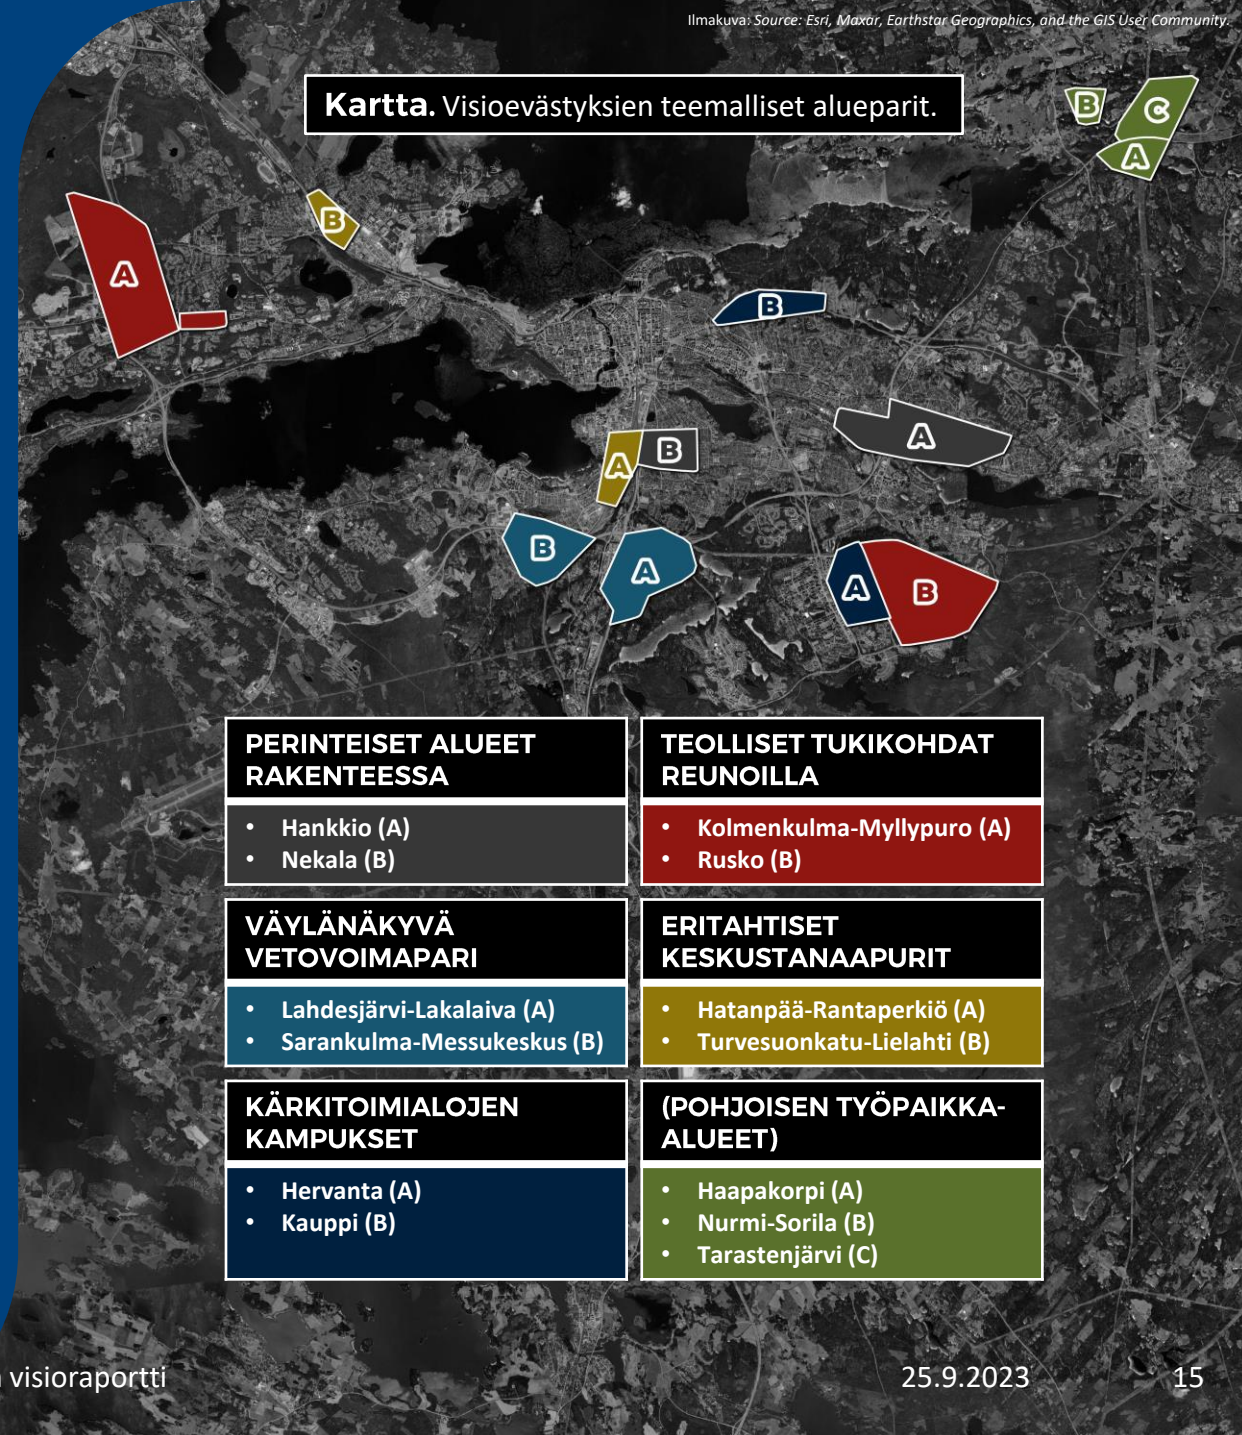 Ilmakuva: Source: Esri, Maxar, Earthstar Geographics, and the GIS User Community.
Kartta. Visioevästyksien teemalliset alueparit.
B
C
A
B
A
B
A
A
B
B
A
A
B
PERINTEISET ALUEET
RAKENTEESSA
• Hankkio (A)
• Nekala (B)
TEOLLISET TUKIKOHDAT
REUNOILLA
• Kolmenkulma-Myllypuro (A)
• Rusko (B)
VÄYLÄNÄKYVÄ
VETOVOIMAPARI
• Lahdesjärvi-Lakalaiva (A)
• Sarankulma-Messukeskus (B)
ERITAHTISET
KESKUSTANAAPURIT
• Hatanpää-Rantaperkiö (A)
• Turvesuonkatu-Lielahti (B)
KÄRKITOIMIALOJEN
KAMPUKSET
• Hervanta (A)
• Kauppi (B)
(POHJOISEN TYÖPAIKKA-
ALUEET)
• Haapakorpi (A)
• Nurmi-Sorila (B)
• Tarastenjärvi (C)
visioraportti
25.9.2023
15